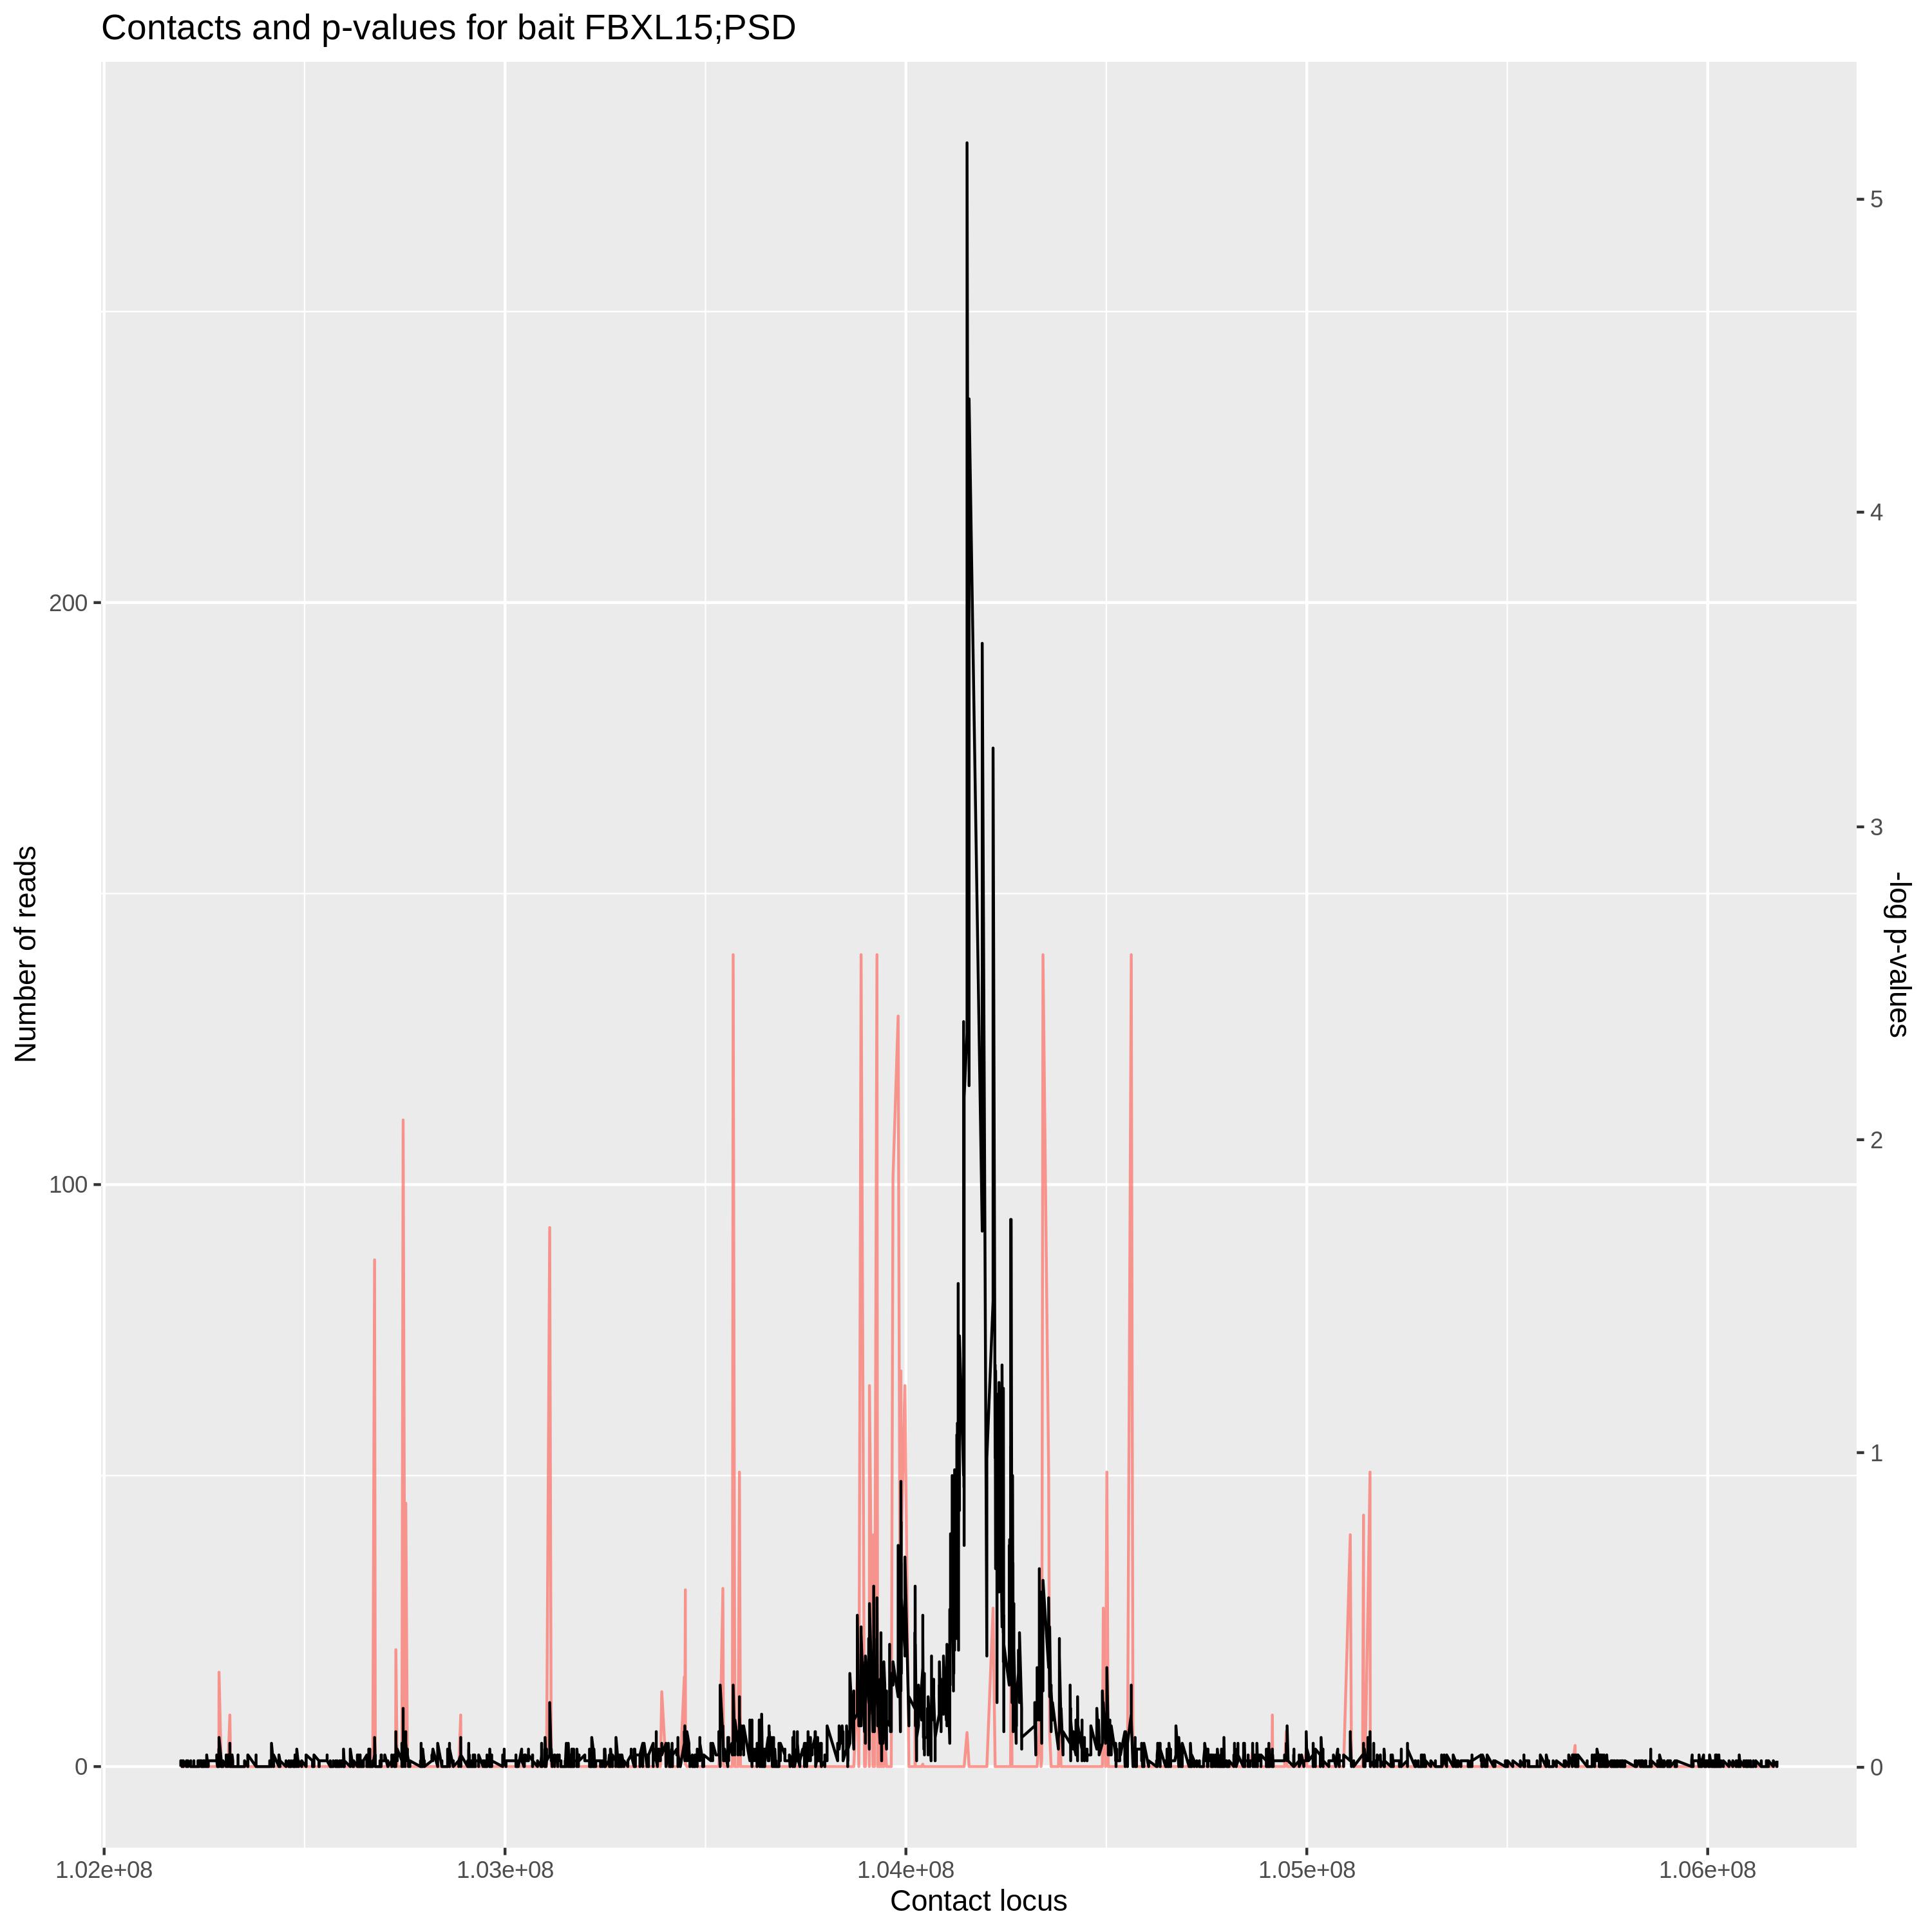 Contacts and p-values for bait FBXL15;PSD
Number of reads
200
100
0
5
4
3
2
1
0
-log p-values
1.02e+08 1.03e+08 1.04e+08 1.05e+08 1.06e+08
Contact locus